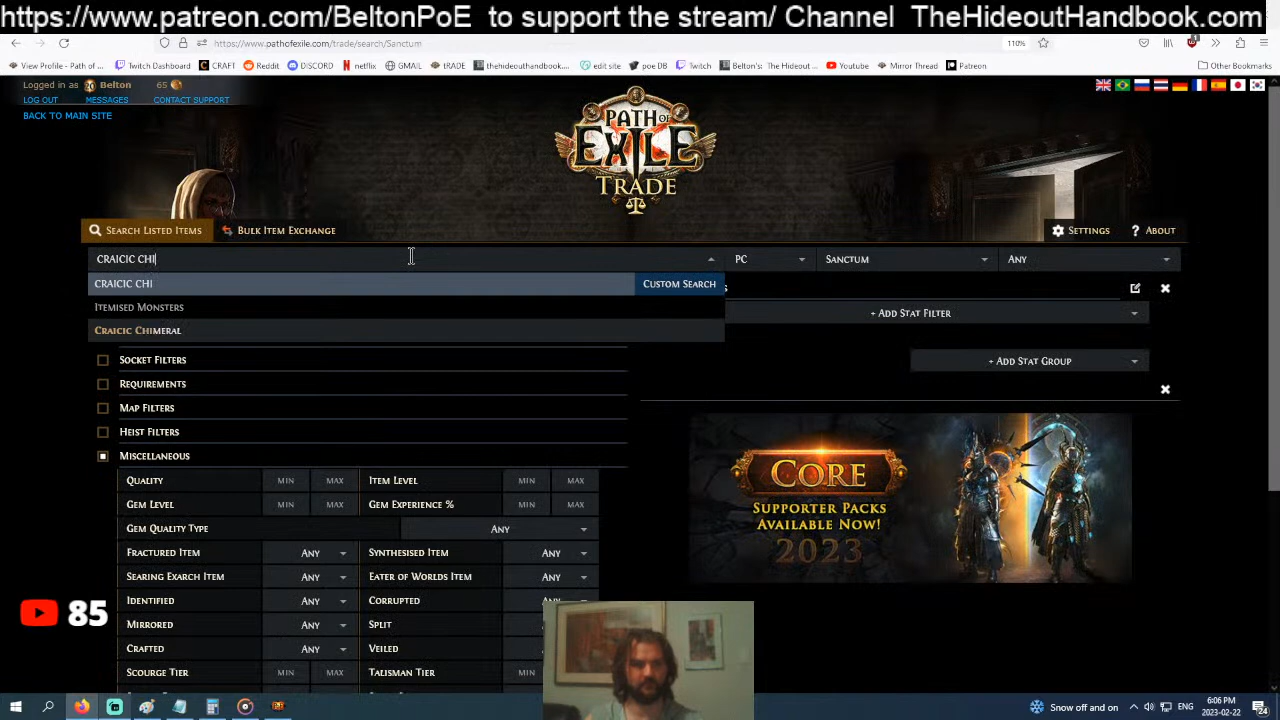 https://www.patreon.com/BeltonPoE to support the stream/ Channel TheHideoutHandbook.com
https://www.pathofexile.com/trade/search/Sanctum
110%
View Profile - Path of ...
Twitch Dashboard
CRAFT
Reddit
DISCORD
netflix
GMAIL
tRADE
thehideouthandbook....
edit site
poe DB
Twitch
Belton's: The Hideout ...
Youtube
Mirror Thread
Patreon
Other Bookmarks
Logged in as Belton 65
LOG OUT MESSAGES CONTACT SUPPORT
BACK TO MAIN SITE
PATH OF
EXILE
TRADE
Search Listed Items
Bulk Item Exchange
Settings
? About
CRAICIC CHI
PC
Sanctum
Any
CRAICIC CHI
Custom Search
s
Itemised Monsters
+ Add Stat Filter
Craicic Chimeral
Socket Filters
+ Add Stat Group
Requirements
Map Filters
Heist Filters
Miscellaneous
Quality MIN MAX Item Level MIN MAX
Gem Level MIN MAX Gem Experience % MIN MAX
Gem Quality Type Any
Fractured Item Any Synthesised Item Any
Searing Exarch Item Any Eater of Worlds Item Any
Identified Any Corrupted
Mirrored Any Split
Crafted Any Veiled
Scourge Tier MIN MAX Talisman Tier MIN
CORE
SUPPORTER PACKS
AVAILABLE NOW!
2023
85
Snow off and on
ENG
6:06 PM
2023-02-22
24